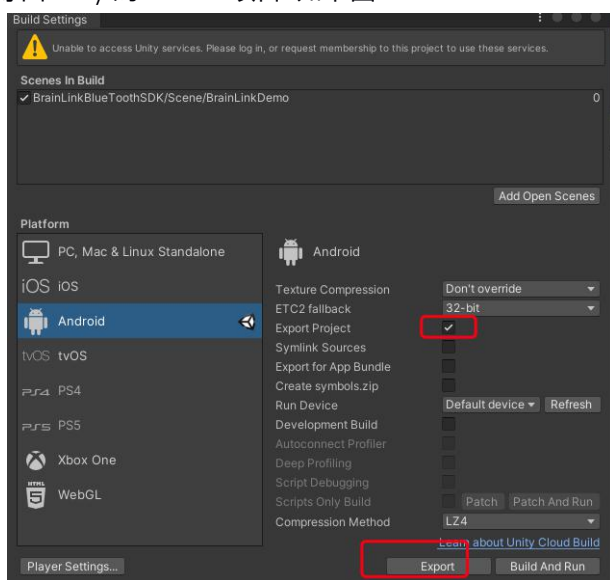 Build Settings
Unable to access Unity services. Please log in, or request membership to this project to use these services.
Scenes In Build
BrainLinkBlueToothSDK/Scene/BrainLinkDemo 0
Add Open Scenes
Platform
PC, Mac & Linux Standalone
iOS iOS
Android
tvOS tvOS
PS4 PS4
PS5 PS5
Xbox One
HTML 5 WebGL
Android
Texture Compression Don't override
ETC2 fallback 32-bit
Export Project
Symlink Sources
Export for App Bundle
Create symbols.zip
Run Device Default device Refresh
Development Build
Autoconnect Profiler
Deep Profiling
Script Debugging
Scripts Only Build Patch Patch And Run
Compression Method LZ4
Learn about Unity Cloud Build
Player Settings... Export Build And Run